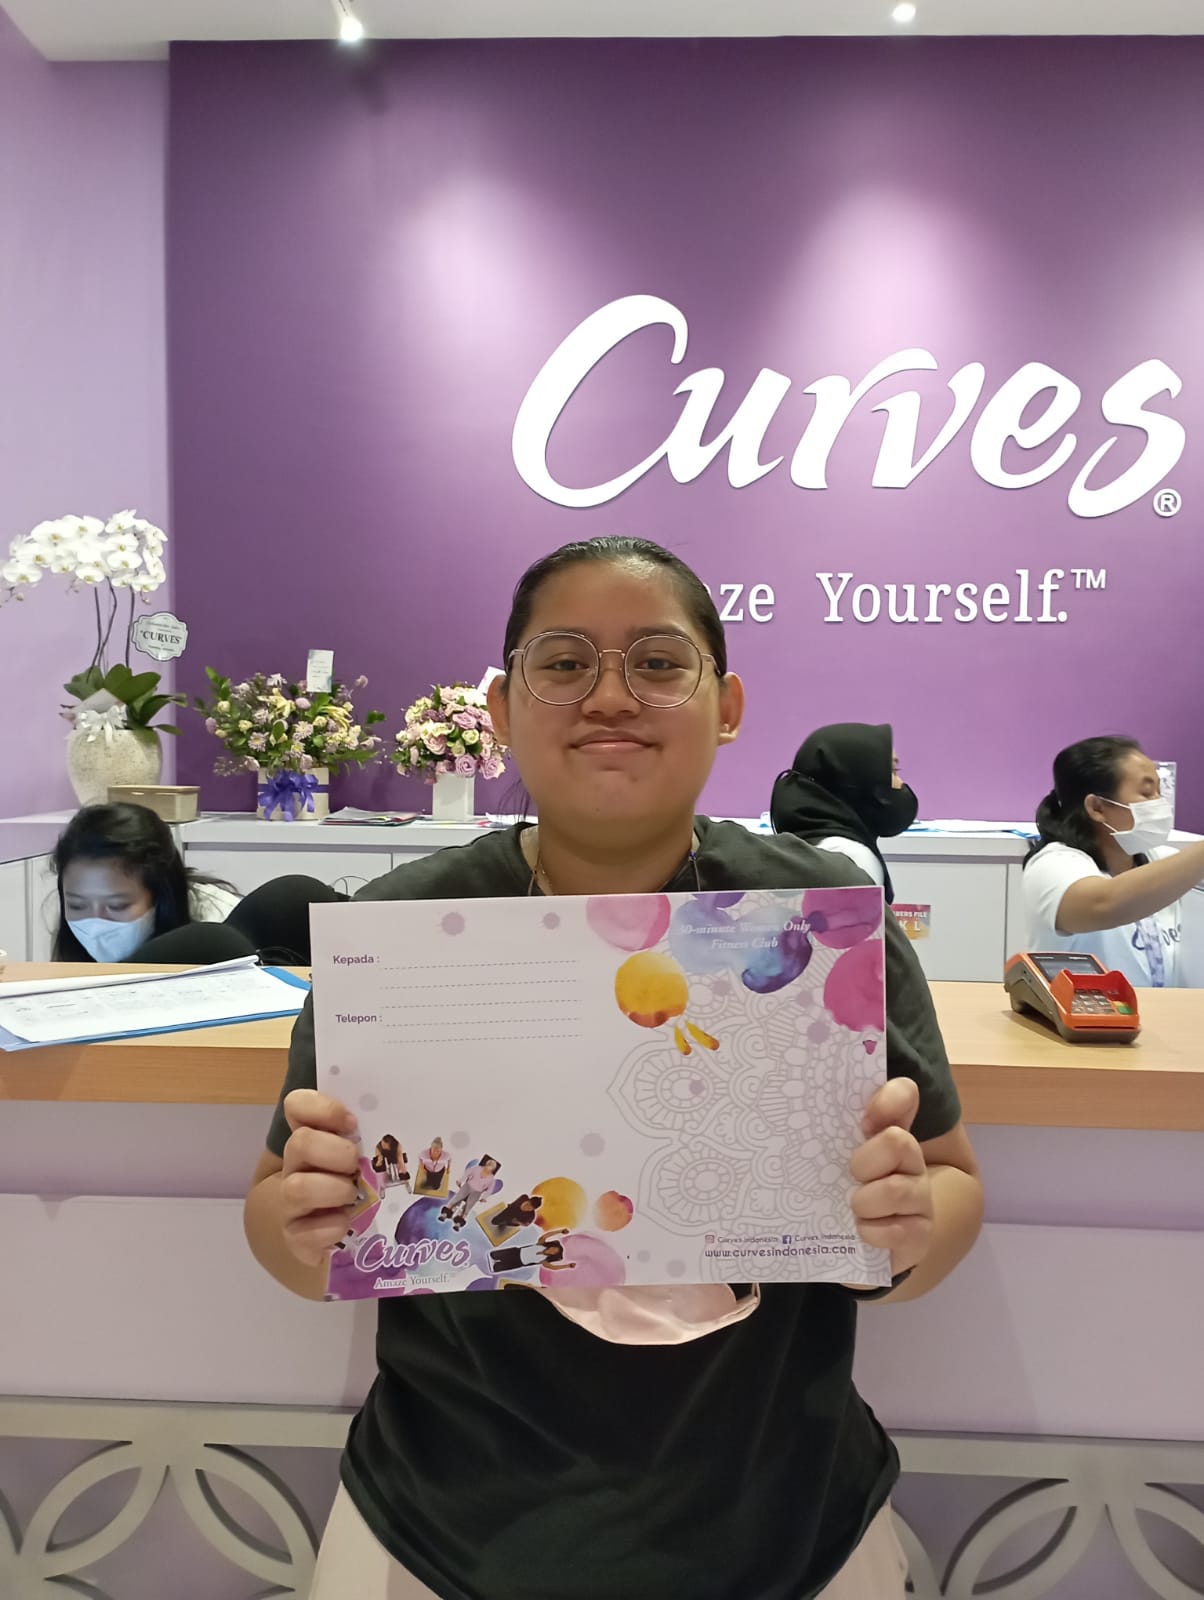 Curves®
ze Yourself.™
"CURVES"
Kepada :
Telepon :
30-minute Women Only
Fitness Club
Curves
Amaze Yourself.
Curves Indonesia Curves Indonesia
www.curvesindonesia.com